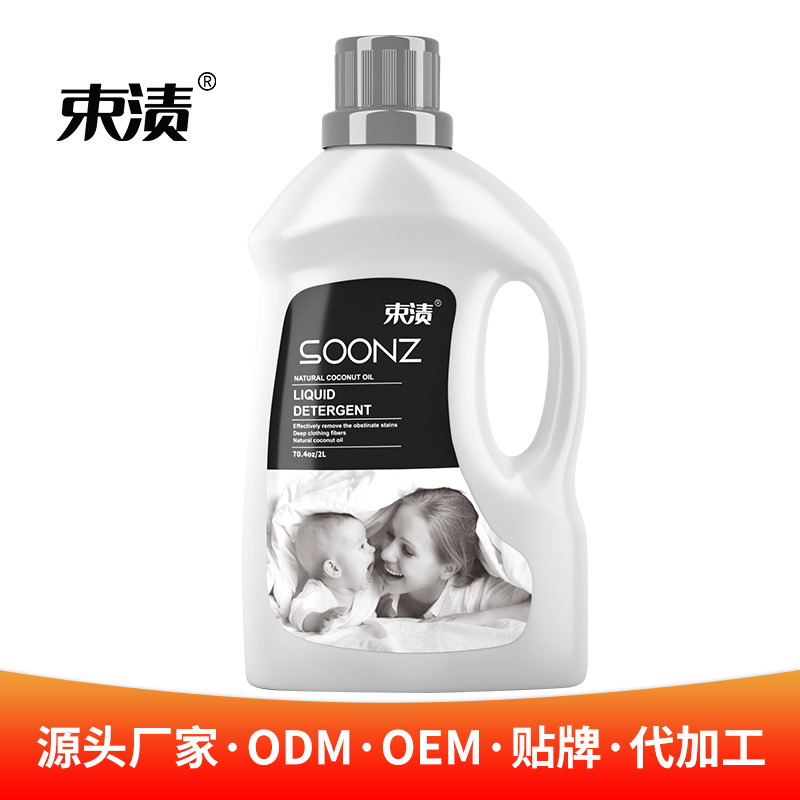 束渍®
束渍®
SOONZ
NATURAL COCONUT OIL
LIQUID
DETERGENT
Effectively remove the obstinate stains
Deep clothing fibers
Natural coconut oil
70.4oz/2L
源头厂家·ODM·OEM·贴牌·代加工